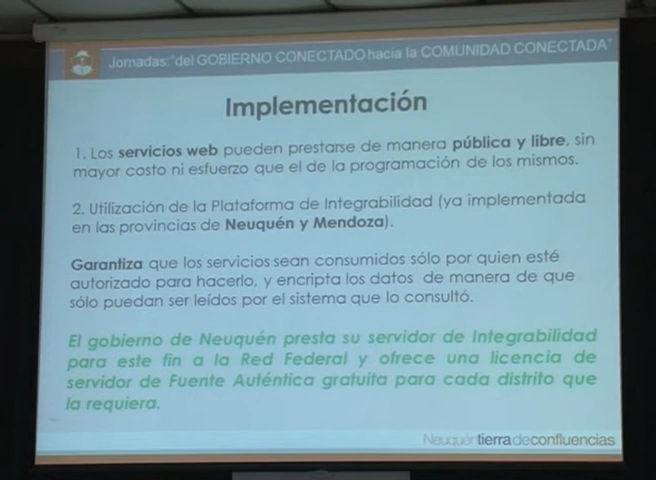 Jornadas:"del GOBIERNO CONECTADO hacia la COMUNIDAD CONECTADA"
Implementación
1. Los servicios web pueden prestarse de manera pública y libre, sin
mayor costo ni esfuerzo que el de la programación de los mismos.
2. Utilización de la Plataforma de Integrabilidad (ya implementada
en las provincias de Neuquén y Mendoza).
Garantiza que los servicios sean consumidos sólo por quien esté
autorizado para hacerlo, y encripta los datos de manera de que
sólo puedan ser leídos por el sistema que lo consultó.
El gobierno de Neuquén presta su servidor de Integrabilidad
para este fin a la Red Federal y ofrece una licencia de
servidor de Fuente Auténtica gratuita para cada distrito que
la requiera.
Neuquén tierra deconfluencias